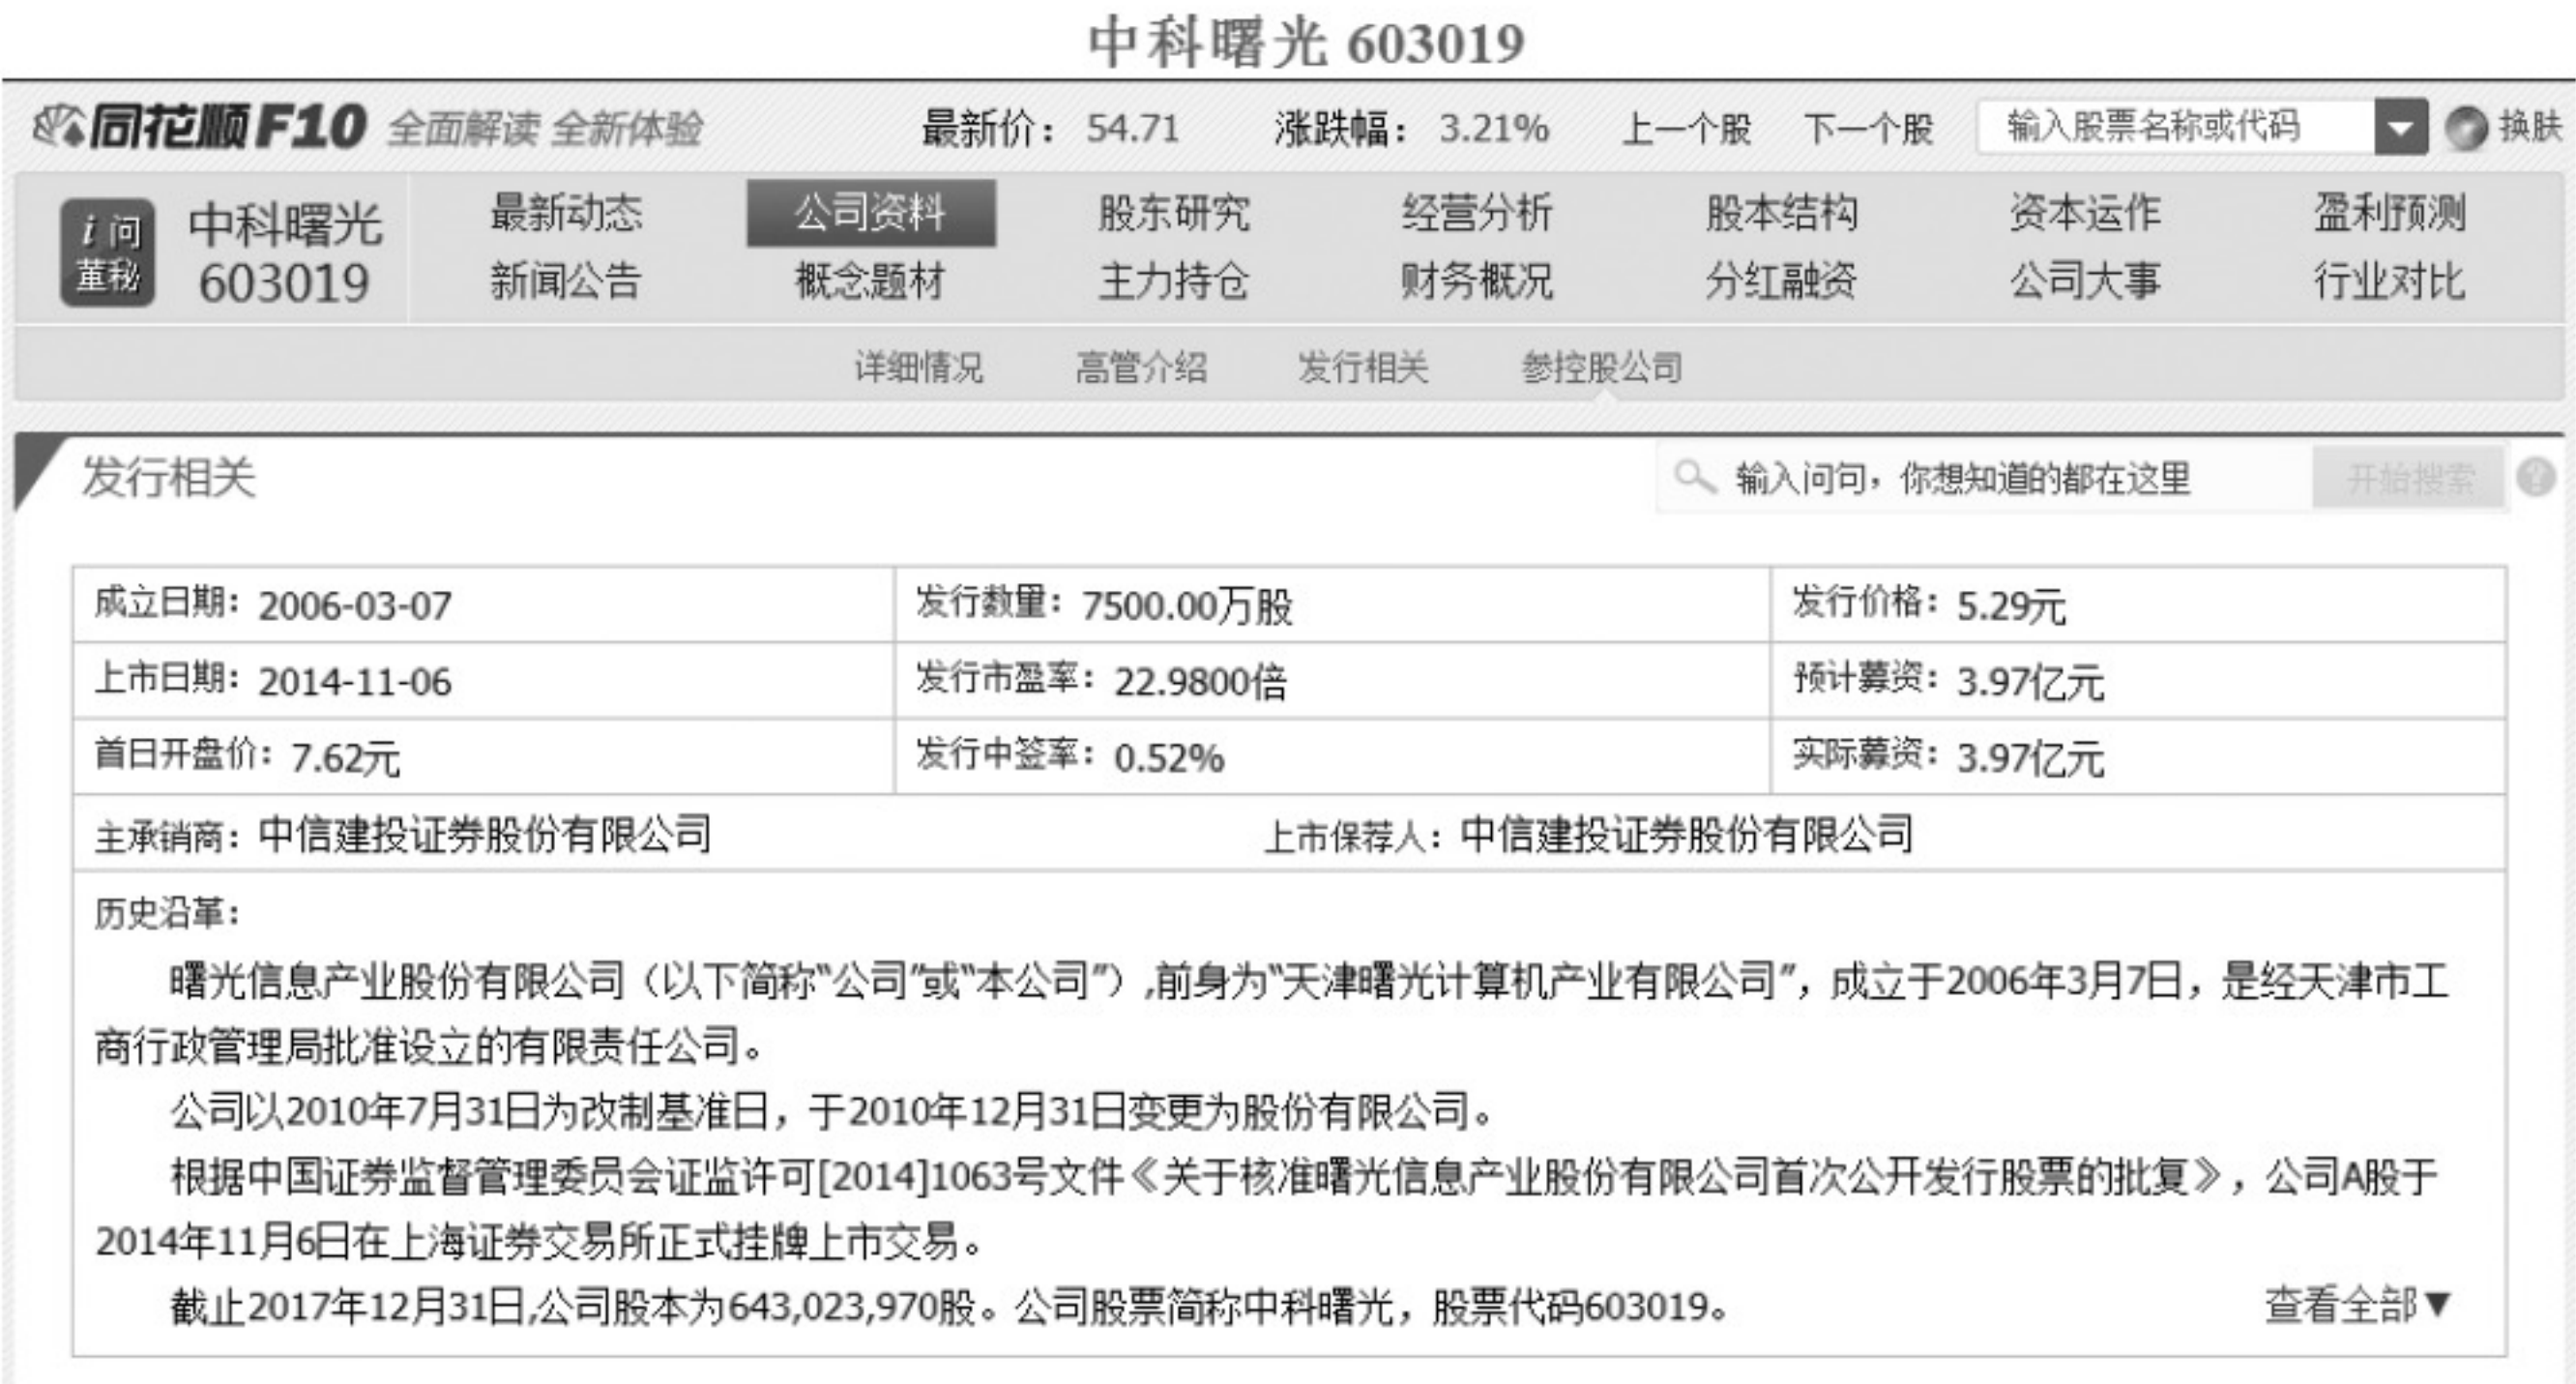 中科曙光 603019
同花顺F10 全面解读 全新体验 最新价： 54.71 涨跌幅： 3.21% 上一个股 下一个股 输入股票名称或代码 换肤
i 问董秘 中科曙光 603019
最新动态 公司资料 股东研究 经营分析 股本结构 资本运作 盈利预测
新闻公告 概念题材 主力持仓 财务概况 分红融资 公司大事 行业对比
详细情况 高管介绍 发行相关 参控股公司
发行相关 输入问句，你想知道的都在这里 开始搜索 ?
成立日期：2006-03-07 发行数量：7500.00万股 发行价格：5.29元
上市日期：2014-11-06 发行市盈率：22.9800倍 预计募资：3.97亿元
首日开盘价：7.62元 发行中签率：0.52% 实际募资：3.97亿元
主承销商：中信建投证券股份有限公司 上市保荐人：中信建投证券股份有限公司
历史沿革：
曙光信息产业股份有限公司（以下简称“公司”或“本公司”）,前身为“天津曙光计算机产业有限公司”，成立于2006年3月7日，是经天津市工
商行政管理局批准设立的有限责任公司。
公司以2010年7月31日为改制基准日，于2010年12月31日变更为股份有限公司。
根据中国证券监督管理委员会证监许可[2014]1063号文件《关于核准曙光信息产业股份有限公司首次公开发行股票的批复》，公司A股于
2014年11月6日在上海证券交易所正式挂牌上市交易。
截止2017年12月31日,公司股本为643,023,970股。公司股票简称中科曙光，股票代码603019。 查看全部▼